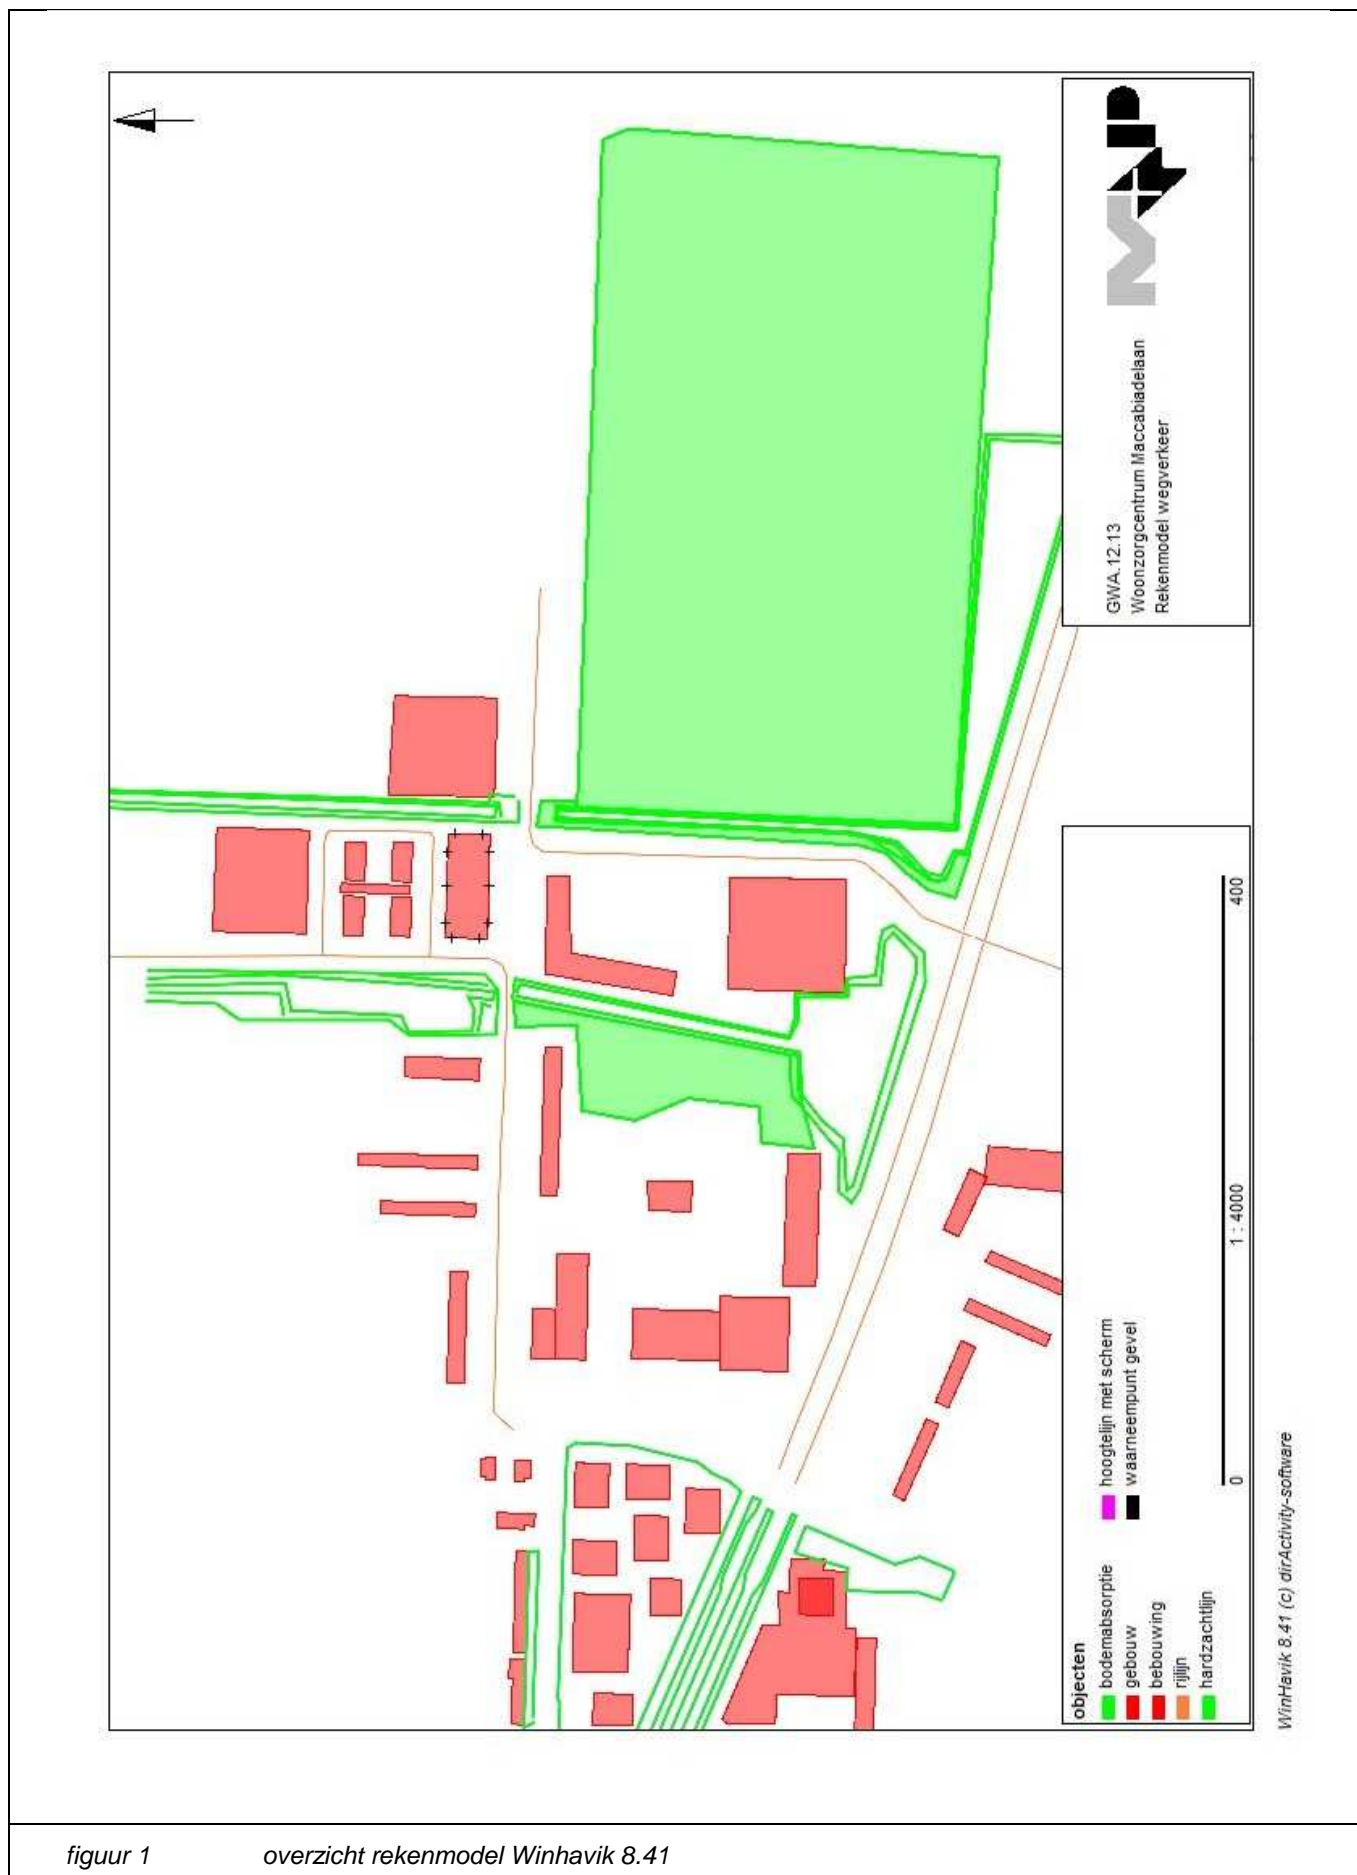 MXNP
GWA.12.13
Woonzorgcentrum Maccabiadelaan
Rekenmodel wegverkeer
objecten
bodemabsorptie
gebouw
bebouwing
rijlijn
hardzachtlijn
hoogtelijn met scherm
waarneempunt gevel
0
1 : 4000
400
WinHavik 8.41 (c) dirActivity-software
figuur 1 overzicht rekenmodel Winhavik 8.41